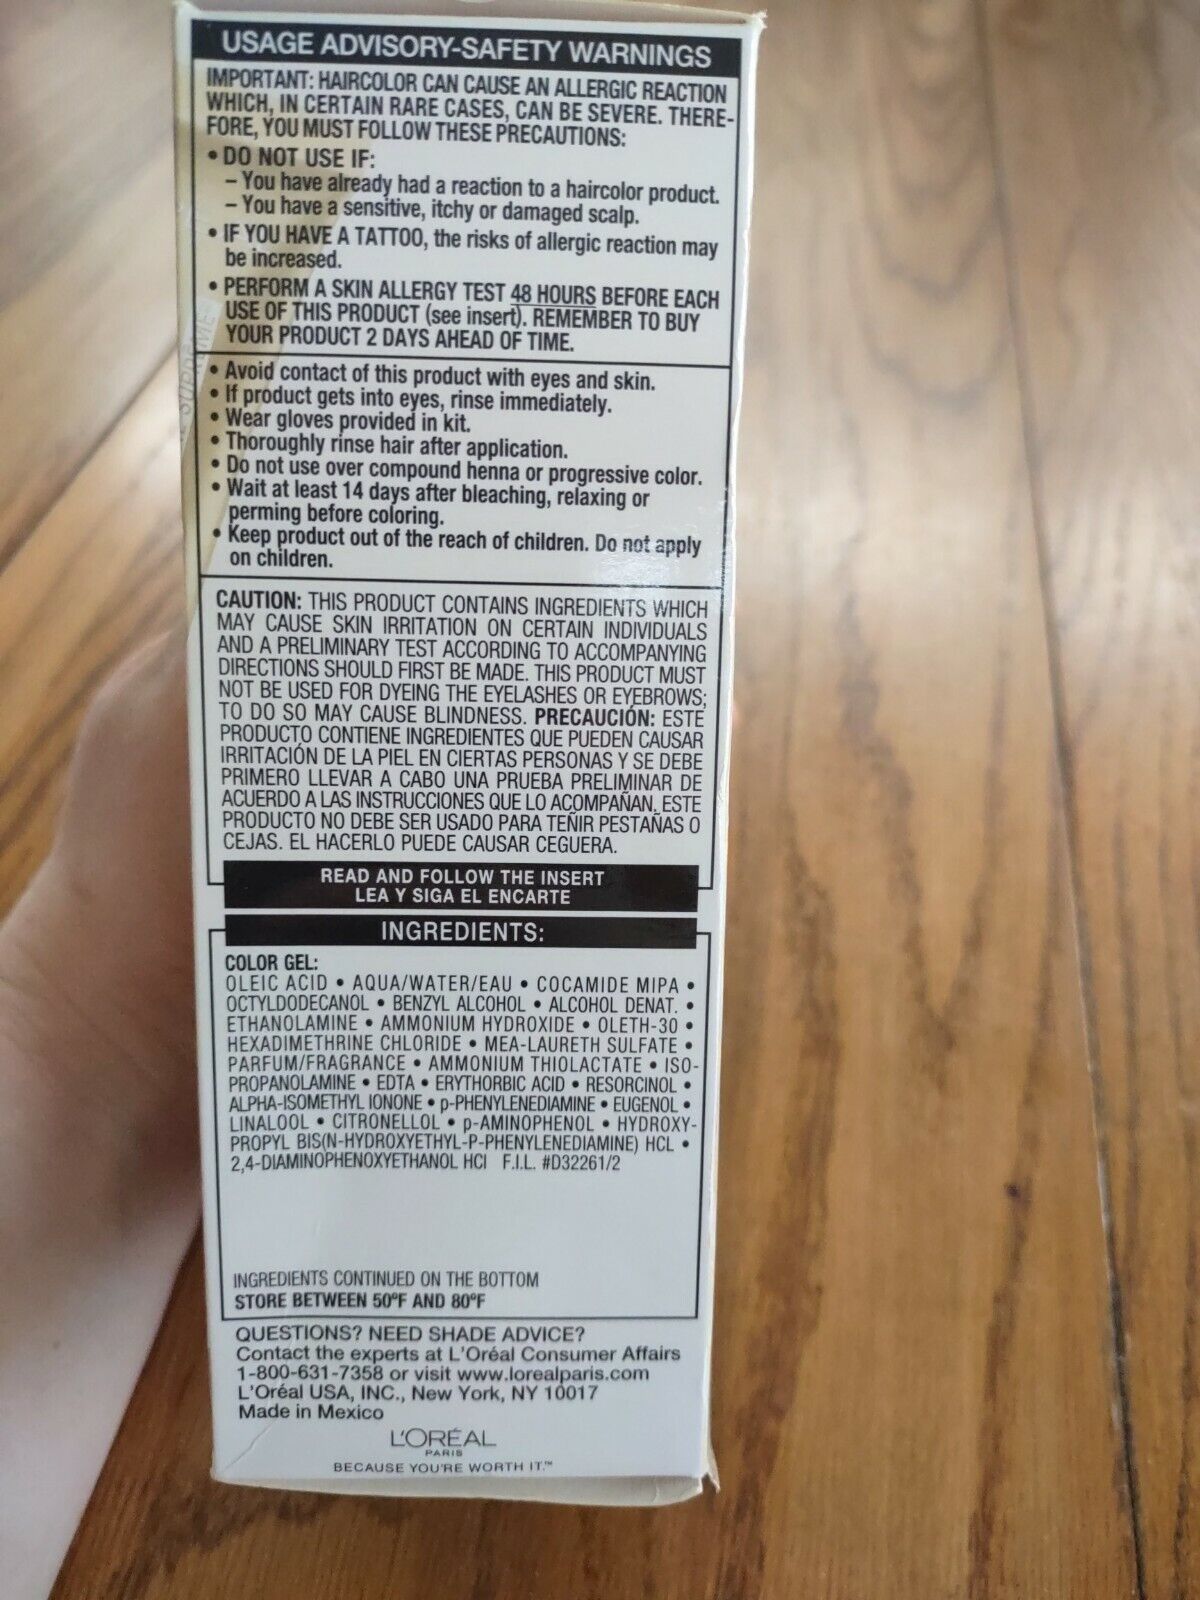 USAGE ADVISORY-SAFETY WARNINGS
IMPORTANT: HAIRCOLOR CAN CAUSE AN ALLERGIC REACTION
WHICH, IN CERTAIN RARE CASES, CAN BE SEVERE. THERE-
FORE, YOU MUST FOLLOW THESE PRECAUTIONS:
• DO NOT USE IF:
– You have already had a reaction to a haircolor product.
– You have a sensitive, itchy or damaged scalp.
• IF YOU HAVE A TATTOO, the risks of allergic reaction may
be increased.
• PERFORM A SKIN ALLERGY TEST 48 HOURS BEFORE EACH
USE OF THIS PRODUCT (see insert). REMEMBER TO BUY
YOUR PRODUCT 2 DAYS AHEAD OF TIME.
• Avoid contact of this product with eyes and skin.
• If product gets into eyes, rinse immediately.
• Wear gloves provided in kit.
• Thoroughly rinse hair after application.
• Do not use over compound henna or progressive color.
• Wait at least 14 days after bleaching, relaxing or
perming before coloring.
• Keep product out of the reach of children. Do not apply
on children.
CAUTION: THIS PRODUCT CONTAINS INGREDIENTS WHICH
MAY CAUSE SKIN IRRITATION ON CERTAIN INDIVIDUALS
AND A PRELIMINARY TEST ACCORDING TO ACCOMPANYING
DIRECTIONS SHOULD FIRST BE MADE. THIS PRODUCT MUST
NOT BE USED FOR DYEING THE EYELASHES OR EYEBROWS;
TO DO SO MAY CAUSE BLINDNESS. PRECAUCIÓN: ESTE
PRODUCTO CONTIENE INGREDIENTES QUE PUEDEN CAUSAR
IRRITACIÓN DE LA PIEL EN CIERTAS PERSONAS Y SE DEBE
PRIMERO LLEVAR A CABO UNA PRUEBA PRELIMINAR DE
ACUERDO A LAS INSTRUCCIONES QUE LO ACOMPAÑAN. ESTE
PRODUCTO NO DEBE SER USADO PARA TEÑIR PESTAÑAS O
CEJAS. EL HACERLO PUEDE CAUSAR CEGUERA.
READ AND FOLLOW THE INSERT
LEA Y SIGA EL ENCARTE
INGREDIENTS:
COLOR GEL:
OLEIC ACID • AQUA/WATER/EAU • COCAMIDE MIPA •
OCTYLDODECANOL • BENZYL ALCOHOL • ALCOHOL DENAT. •
ETHANOLAMINE • AMMONIUM HYDROXIDE • OLETH-30 •
HEXADIMETHRINE CHLORIDE • MEA-LAURETH SULFATE •
PARFUM/FRAGRANCE • AMMONIUM THIOLACTATE • ISO-
PROPANOLAMINE • EDTA • ERYTHORBIC ACID • RESORCINOL •
ALPHA-ISOMETHYL IONONE • p-PHENYLENEDIAMINE • EUGENOL •
LINALOOL • CITRONELLOL • p-AMINOPHENOL • HYDROXY-
PROPYL BIS(N-HYDROXYETHYL-P-PHENYLENEDIAMINE) HCL •
2,4-DIAMINOPHENOXYETHANOL HCl F.I.L. #D32261/2
INGREDIENTS CONTINUED ON THE BOTTOM
STORE BETWEEN 50°F AND 80°F
QUESTIONS? NEED SHADE ADVICE?
Contact the experts at L'Oréal Consumer Affairs
1-800-631-7358 or visit www.lorealparis.com
L'Oréal USA, INC., New York, NY 10017
Made in Mexico
L'ORÉAL
PARIS
BECAUSE YOU'RE WORTH IT.™